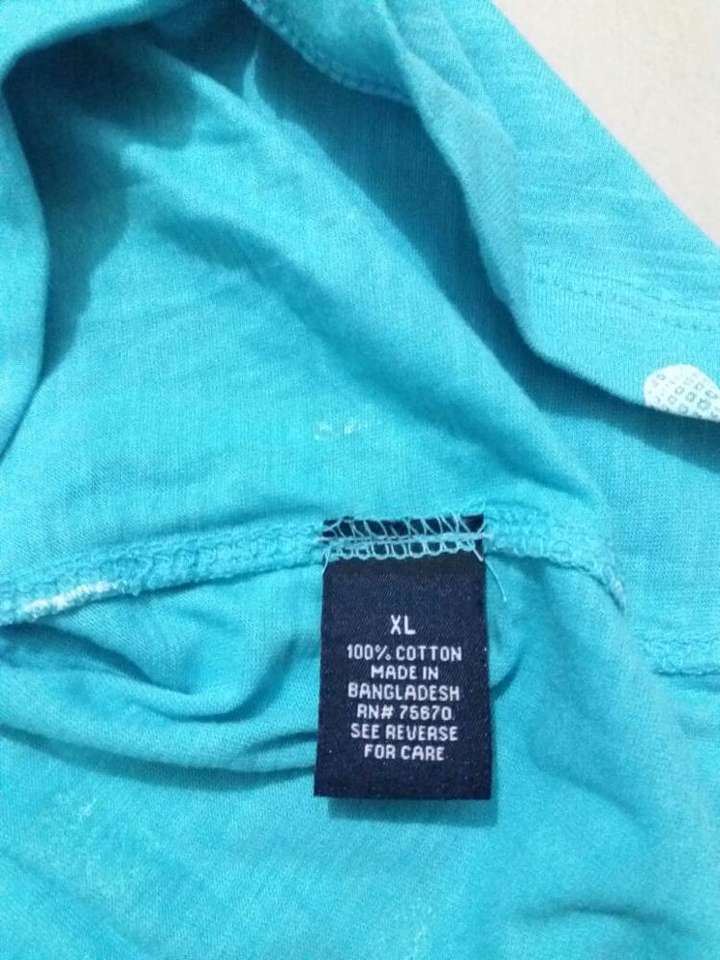 XL
100% COTTON
MADE IN
BANGLADESH
RN# 75670
SEE REVERSE
FOR CARE